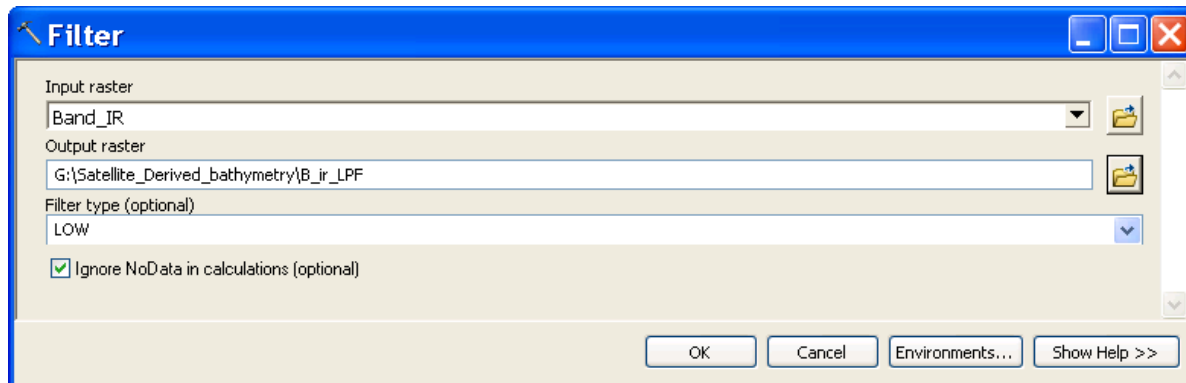 Filter
Input raster
Band_IR
Output raster
G:\Satellite_Derived_bathymetry\B_ir_LPF
Filter type (optional)
LOW
Ignore NoData in calculations (optional)
OK Cancel Environments... Show Help >>